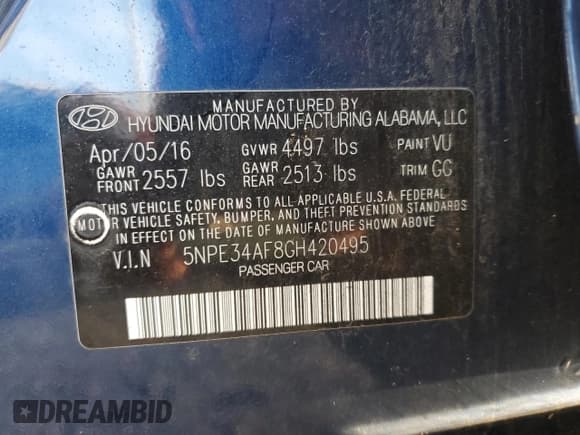 MANUFACTURED BY
HYUNDAI MOTOR MANUFACTURING ALABAMA, LLC
Apr/05/16 GVWR 4497 lbs PAINT VU
GAWR FRONT 2557 lbs GAWR REAR 2513 lbs TRIM GG
THIS VEHICLE CONFORMS TO ALL APPLICABLE U.S.A. FEDERAL
MOTOR VEHICLE SAFETY, BUMPER, AND THEFT PREVENTION STANDARDS
IN EFFECT ON THE DATE OF MANUFACTURE SHOWN ABOVE
V.I.N 5NPE34AF8GH420495
PASSENGER CAR
DREAMBID